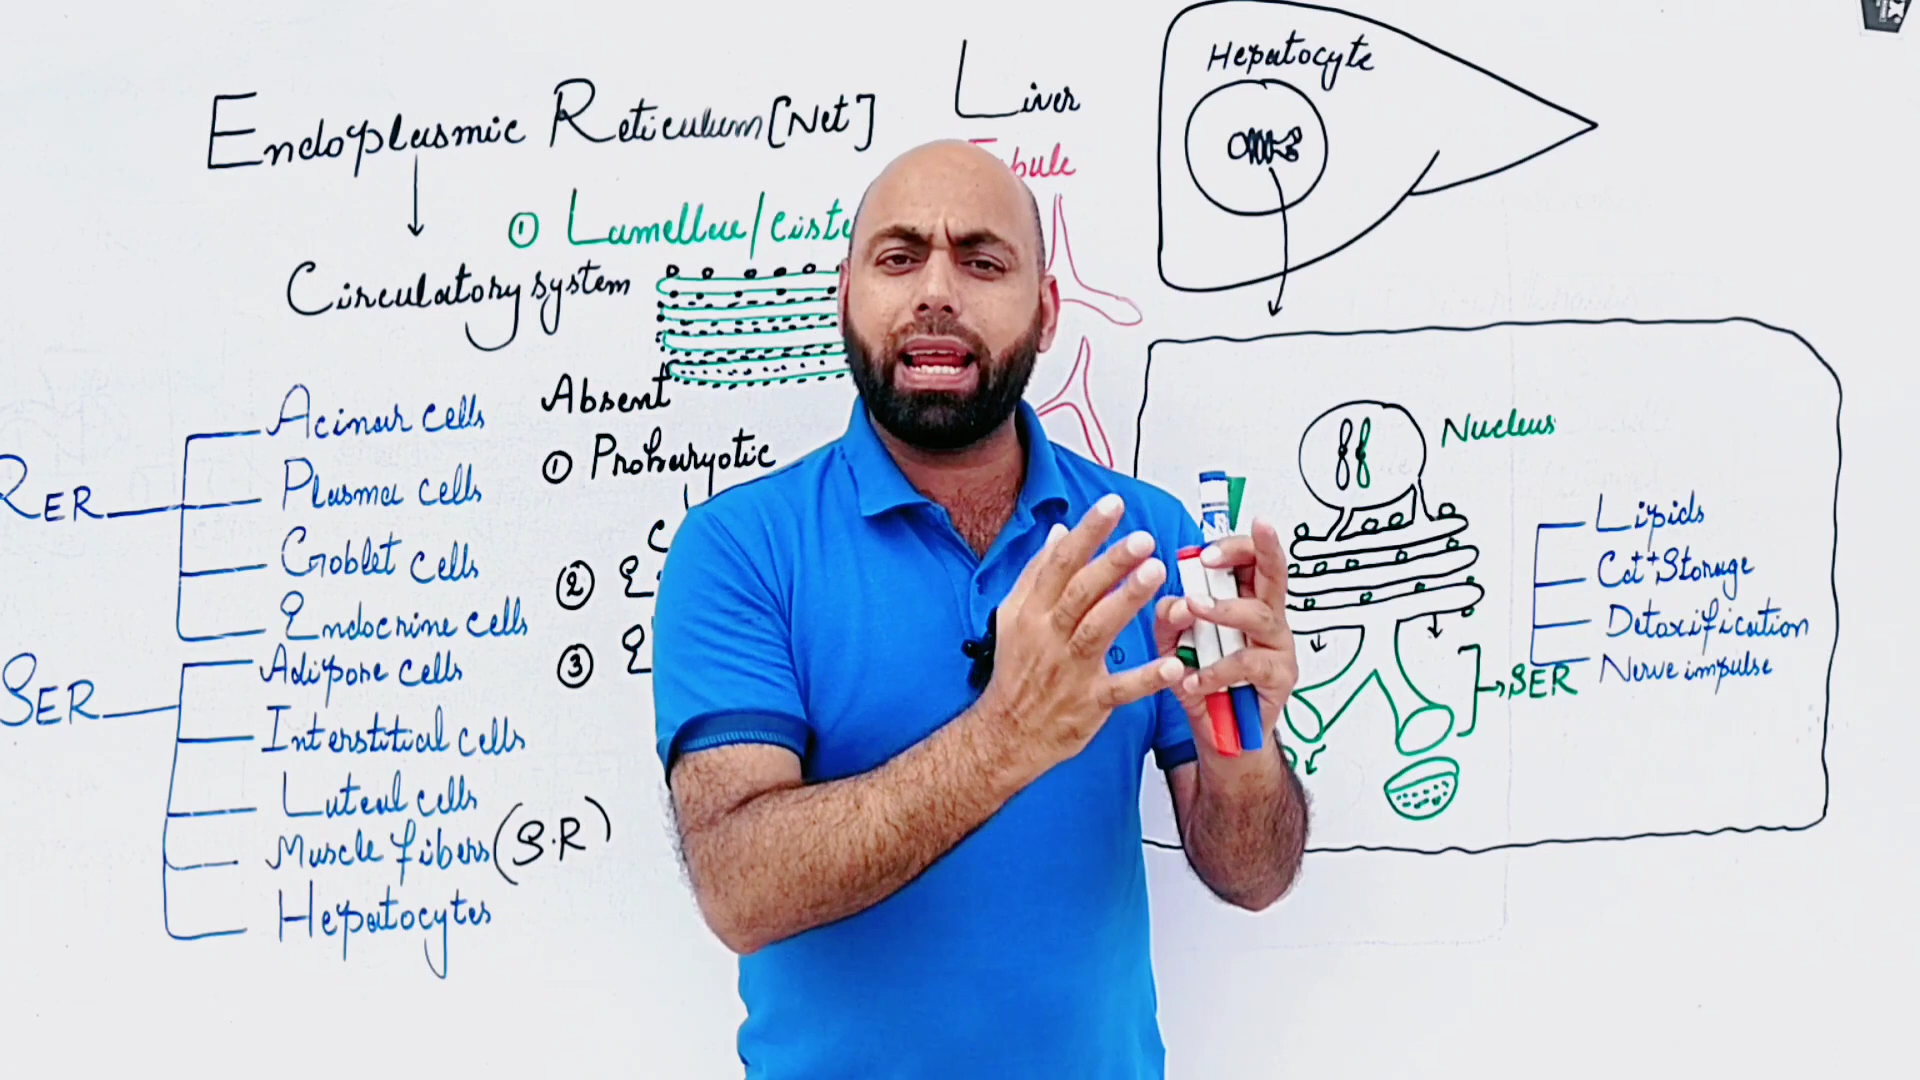 Endoplasmic Reticulum [Net]
Circulatory system
① Lamellae/Ciste
Absent
① Prokaryotic
②
③
RER
Acinar cells
Plasma cells
Goblet cells
Endocrine cells
SER
Adipose cells
Interstitial cells
Luteal cells
Muscle fibers (S.R)
Hepatocytes
Liver
bule
Hepatocyte
Nucleus
SER
Lipids
Ca++ Storage
Detoxification
Nerve impulse